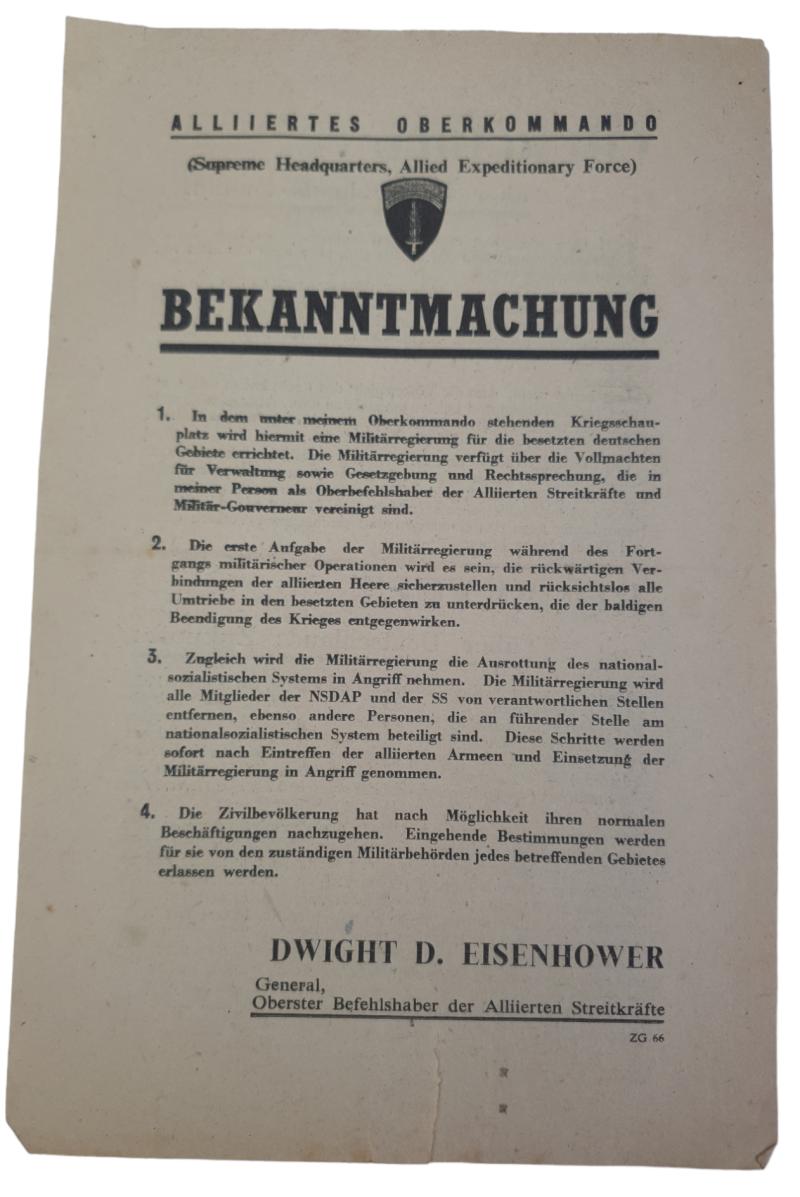 ALLIIERTES OBERKOMMANDO
(Supreme Headquarters, Allied Expeditionary Force)
BEKANNTMACHUNG
1. In dem unter meinem Oberkommando stehenden Kriegsschau-
platz wird hiermit eine Militärregierung für die besetzten deutschen
Gebiete errichtet. Die Militärregierung verfügt über die Vollmachten
für Verwaltung sowie Gesetzgebung und Rechtssprechung, die in
meiner Person als Oberbefehlshaber der Alliierten Streitkräfte und
Militär-Gouverneur vereinigt sind.
2. Die erste Aufgabe der Militärregierung während des Fort-
gangs militärischer Operationen wird es sein, die rückwärtigen Ver-
bindungen der alliierten Heere sicherzustellen und rücksichtslos alle
Umtriebe in den besetzten Gebieten zu unterdrücken, die der baldigen
Beendigung des Krieges entgegenwirken.
3. Zugleich wird die Militärregierung die Ausrottung des national-
sozialistischen Systems in Angriff nehmen. Die Militärregierung wird
alle Mitglieder der NSDAP und der SS von verantwortlichen Stellen
entfernen, ebenso andere Personen, die an führender Stelle am
nationalsozialistischen System beteiligt sind. Diese Schritte werden
sofort nach Eintreffen der alliierten Armeen und Einsetzung der
Militärregierung in Angriff genommen.
4. Die Zivilbevölkerung hat nach Möglichkeit ihren normalen
Beschäftigungen nachzugehen. Eingehende Bestimmungen werden
für sie von den zuständigen Militärbehörden jedes betreffenden Gebietes
erlassen werden.
DWIGHT D. EISENHOWER
General,
Oberster Befehlshaber der Alliierten Streitkräfte
ZG 66